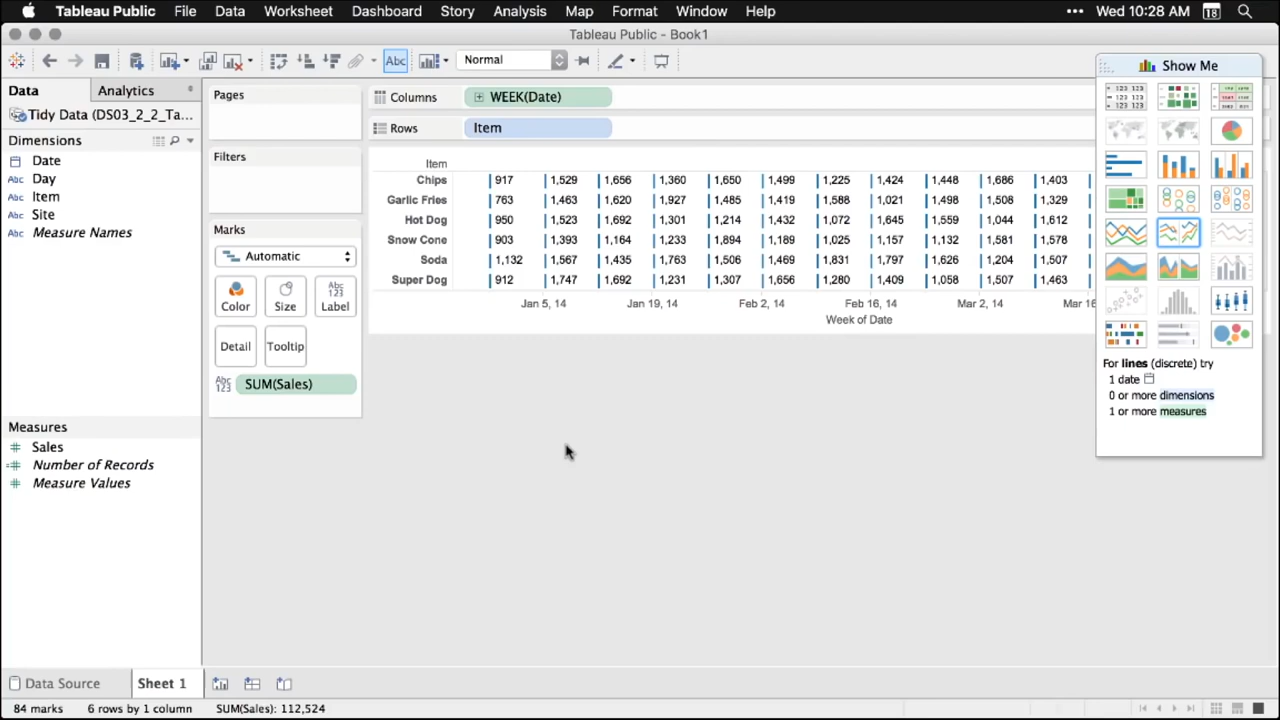 Tableau Public File Data Worksheet Dashboard Story Analysis Map Format Window Help ••• Wed 10:28 AM 18
Tableau Public - Book1
Abc Normal
Show Me
Data Analytics
Pages
Columns WEEK(Date)
Tidy Data (DS03_2_2_Ta...
Rows Item
Dimensions
Date
Abc Day
Abc Item
Abc Site
Abc Measure Names
Filters
Marks
Automatic
Color Size Abc 123 Label
Detail Tooltip
Abc 123 SUM(Sales)
Item
Chips 917 1,529 1,656 1,360 1,650 1,499 1,225 1,424 1,448 1,686 1,403
Garlic Fries 763 1,463 1,620 1,927 1,485 1,419 1,588 1,021 1,498 1,508 1,329
Hot Dog 950 1,523 1,692 1,301 1,214 1,432 1,072 1,645 1,559 1,044 1,612
Snow Cone 903 1,393 1,164 1,233 1,894 1,189 1,025 1,157 1,132 1,581 1,578
Soda 1,132 1,567 1,435 1,763 1,506 1,469 1,831 1,797 1,626 1,204 1,507
Super Dog 912 1,747 1,692 1,231 1,307 1,656 1,280 1,409 1,058 1,507 1,463
Jan 5, 14 Jan 19, 14 Feb 2, 14 Feb 16, 14 Mar 2, 14 Mar 16
Week of Date
For lines (discrete) try
1 date
0 or more dimensions
1 or more measures
Measures
Sales
Number of Records
Measure Values
Data Source Sheet 1
84 marks 6 rows by 1 column SUM(Sales): 112,524